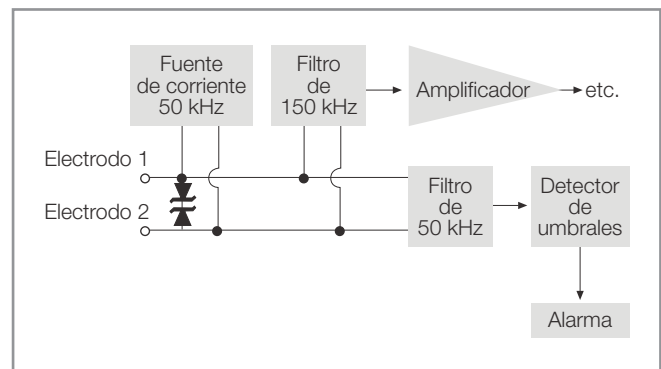 Fuente
de corriente
50 kHz
Filtro
de
150 kHz
Amplificador
etc.
Electrodo 1
Electrodo 2
Filtro
de
50 kHz
Detector
de
umbrales
Alarma